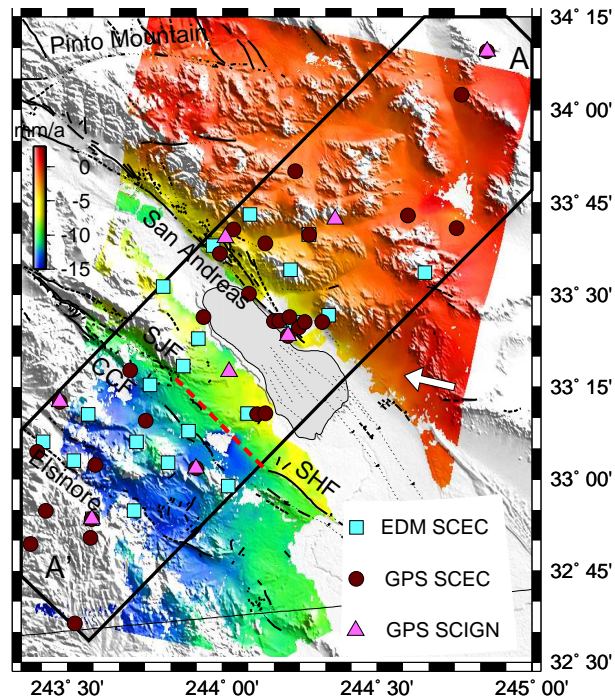 34° 15'
Pinto Mountain
A
34° 00'
mm/a
0
-5
-10
-15
33° 45'
San Andreas
33° 30'
SJF
CCF
33° 15'
Elsinore
33° 00'
SHF
EDM SCEC
GPS SCEC
32° 45'
A'
GPS SCIGN
32° 30'
243° 30' 244° 00' 244° 30' 245° 00'